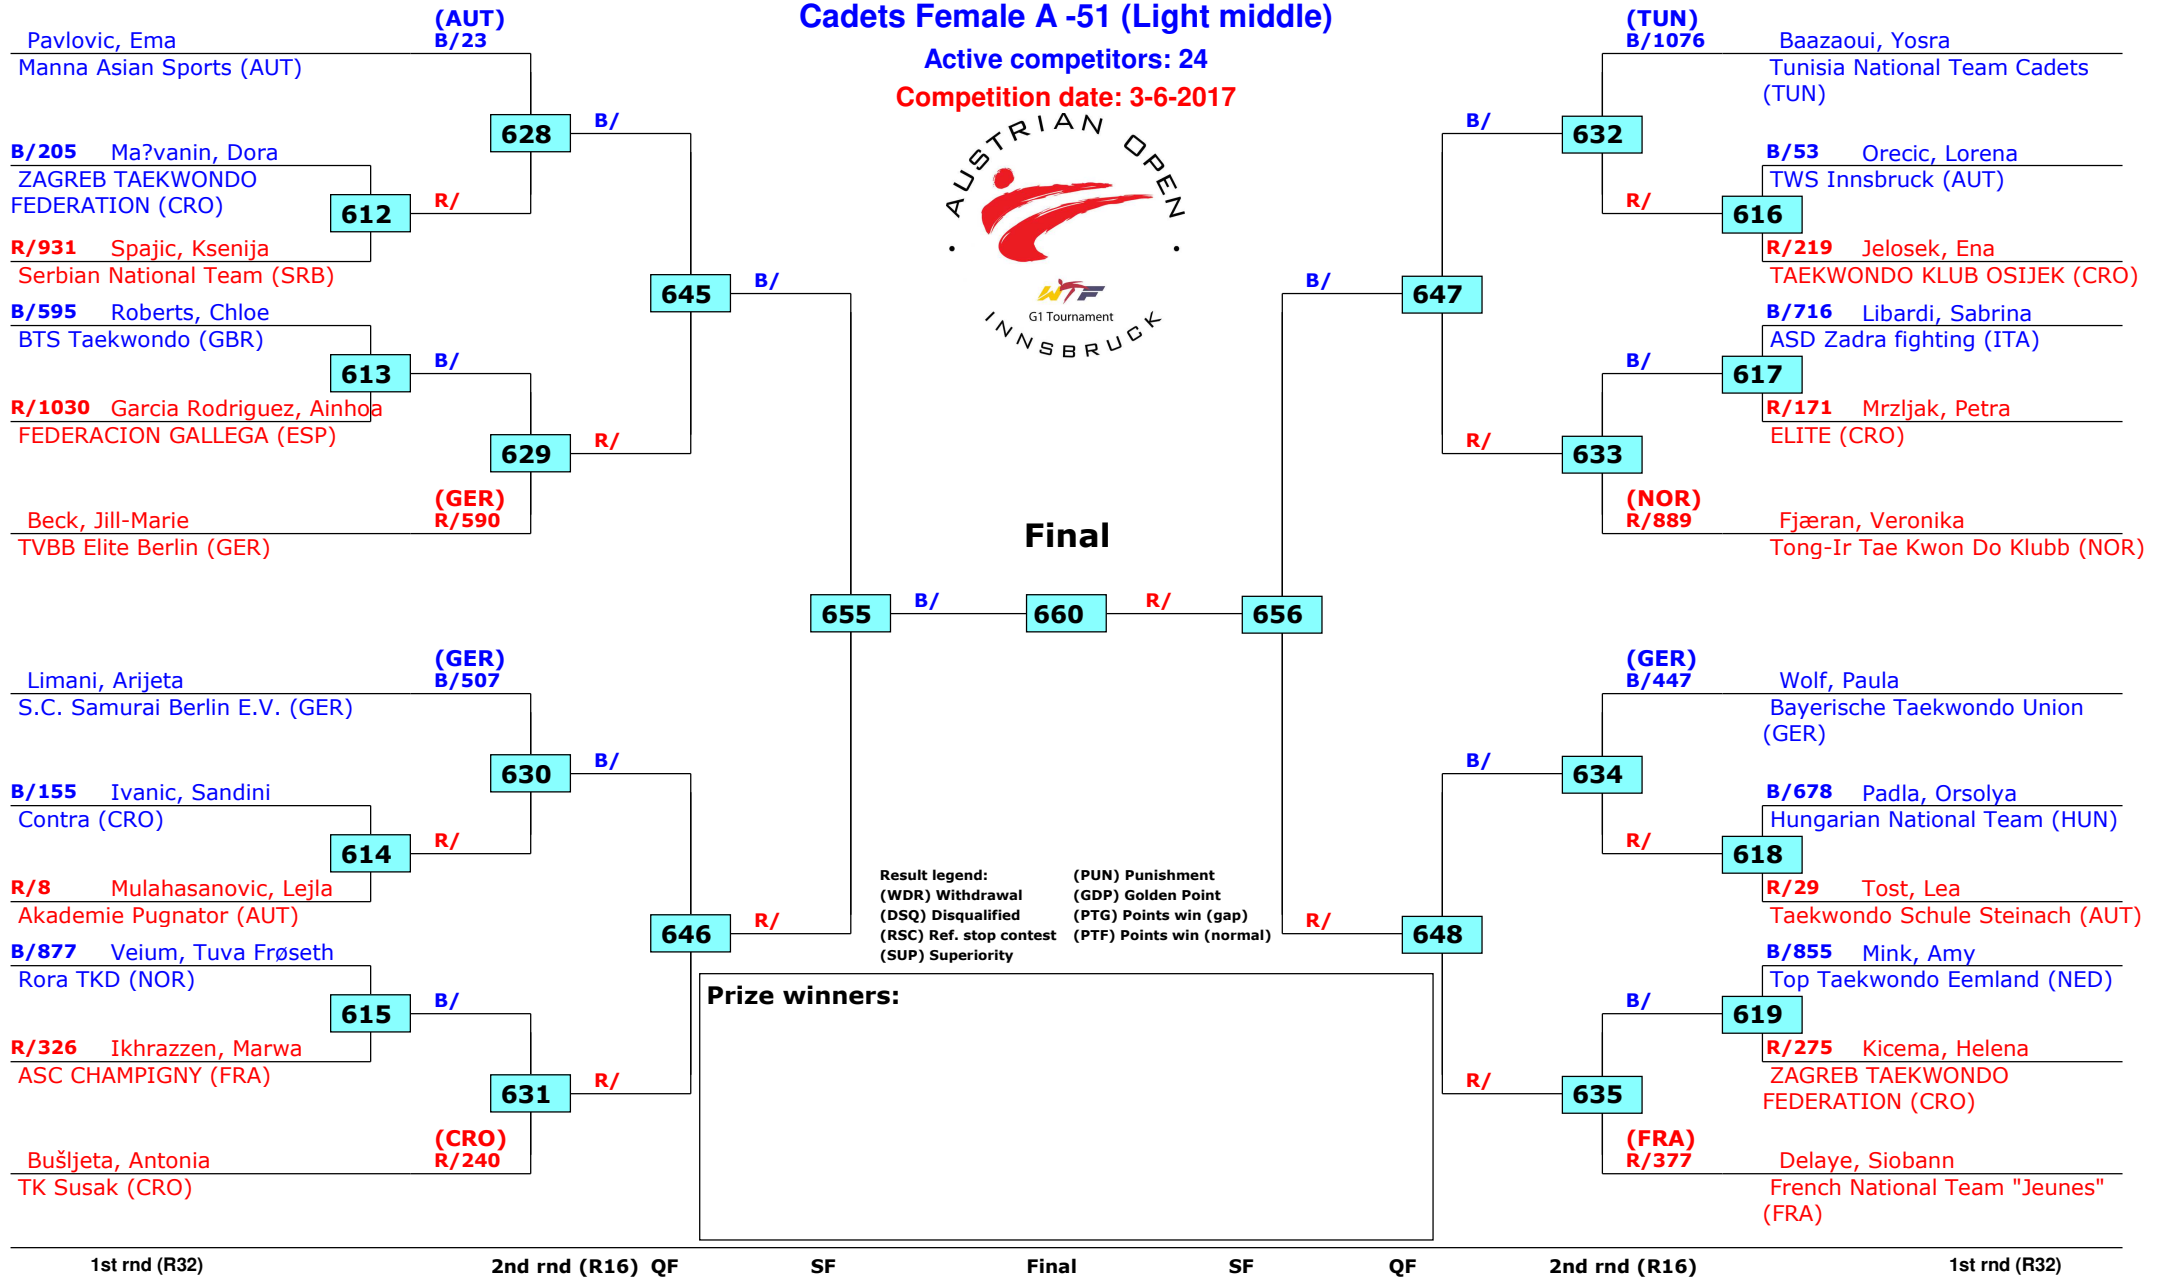 Cadets Female A -51 (Light middle)
Active competitors: 24
Competition date: 3-6-2017
AUSTRIAN OPEN
WTF
G1 Tournament
INNSBRUCK
(AUT)
Pavlovic, Ema B/23
Manna Asian Sports (AUT)
628 B/
B/205 Ma?vanin, Dora
ZAGREB TAEKWONDO
FEDERATION (CRO)
612 R/
R/931 Spajic, Ksenija
Serbian National Team (SRB)
645 B/
B/595 Roberts, Chloe
BTS Taekwondo (GBR)
613 B/
R/1030 Garcia Rodriguez, Ainhoa
FEDERACION GALLEGA (ESP)
629 R/
(GER)
Beck, Jill-Marie R/590
TVBB Elite Berlin (GER)
655 B/
(GER)
Limani, Arijeta B/507
S.C. Samurai Berlin E.V. (GER)
630 B/
B/155 Ivanic, Sandini
Contra (CRO)
614 R/
R/8 Mulahasanovic, Lejla
Akademie Pugnator (AUT)
646 R/
B/877 Veium, Tuva Frøseth
Rora TKD (NOR)
615 B/
R/326 Ikhrazzen, Marwa
ASC CHAMPIGNY (FRA)
631 R/
(CRO)
Bušljeta, Antonia R/240
TK Susak (CRO)
Final
660
(TUN)
B/1076 Baazaoui, Yosra
Tunisia National Team Cadets
(TUN)
B/ 632
B/53 Orecic, Lorena
TWS Innsbruck (AUT)
R/ 616
R/219 Jelosek, Ena
TAEKWONDO KLUB OSIJEK (CRO)
B/ 647
B/716 Libardi, Sabrina
ASD Zadra fighting (ITA)
B/ 617
R/171 Mrzljak, Petra
ELITE (CRO)
R/ 633
(NOR)
R/889 Fjæran, Veronika
Tong-Ir Tae Kwon Do Klubb (NOR)
R/ 656
(GER)
B/447 Wolf, Paula
Bayerische Taekwondo Union
(GER)
B/ 634
B/678 Padla, Orsolya
Hungarian National Team (HUN)
R/ 618
R/29 Tost, Lea
Taekwondo Schule Steinach (AUT)
R/ 648
B/855 Mink, Amy
Top Taekwondo Eemland (NED)
B/ 619
R/275 Kicema, Helena
ZAGREB TAEKWONDO
FEDERATION (CRO)
R/ 635
(FRA)
R/377 Delaye, Siobann
French National Team "Jeunes"
(FRA)
Result legend: (PUN) Punishment
(WDR) Withdrawal (GDP) Golden Point
(DSQ) Disqualified (PTG) Points win (gap)
(RSC) Ref. stop contest (PTF) Points win (normal)
(SUP) Superiority
Prize winners:
1st rnd (R32) 2nd rnd (R16) QF SF Final SF QF 2nd rnd (R16) 1st rnd (R32)